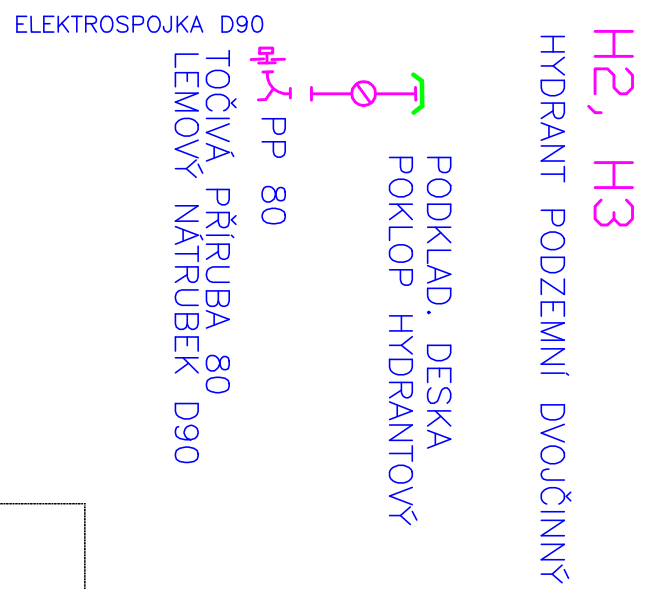 ELEKTROSPOJKA D90
H2, H3
HYDRANT PODZEMNÍ DVOJČINNÝ
PODKLAD. DESKA
POKLOP HYDRANTOVÝ
PP 80
TOČIVÁ PŘÍRUBA 80
LEMOVÝ NÁTRUBEK D90